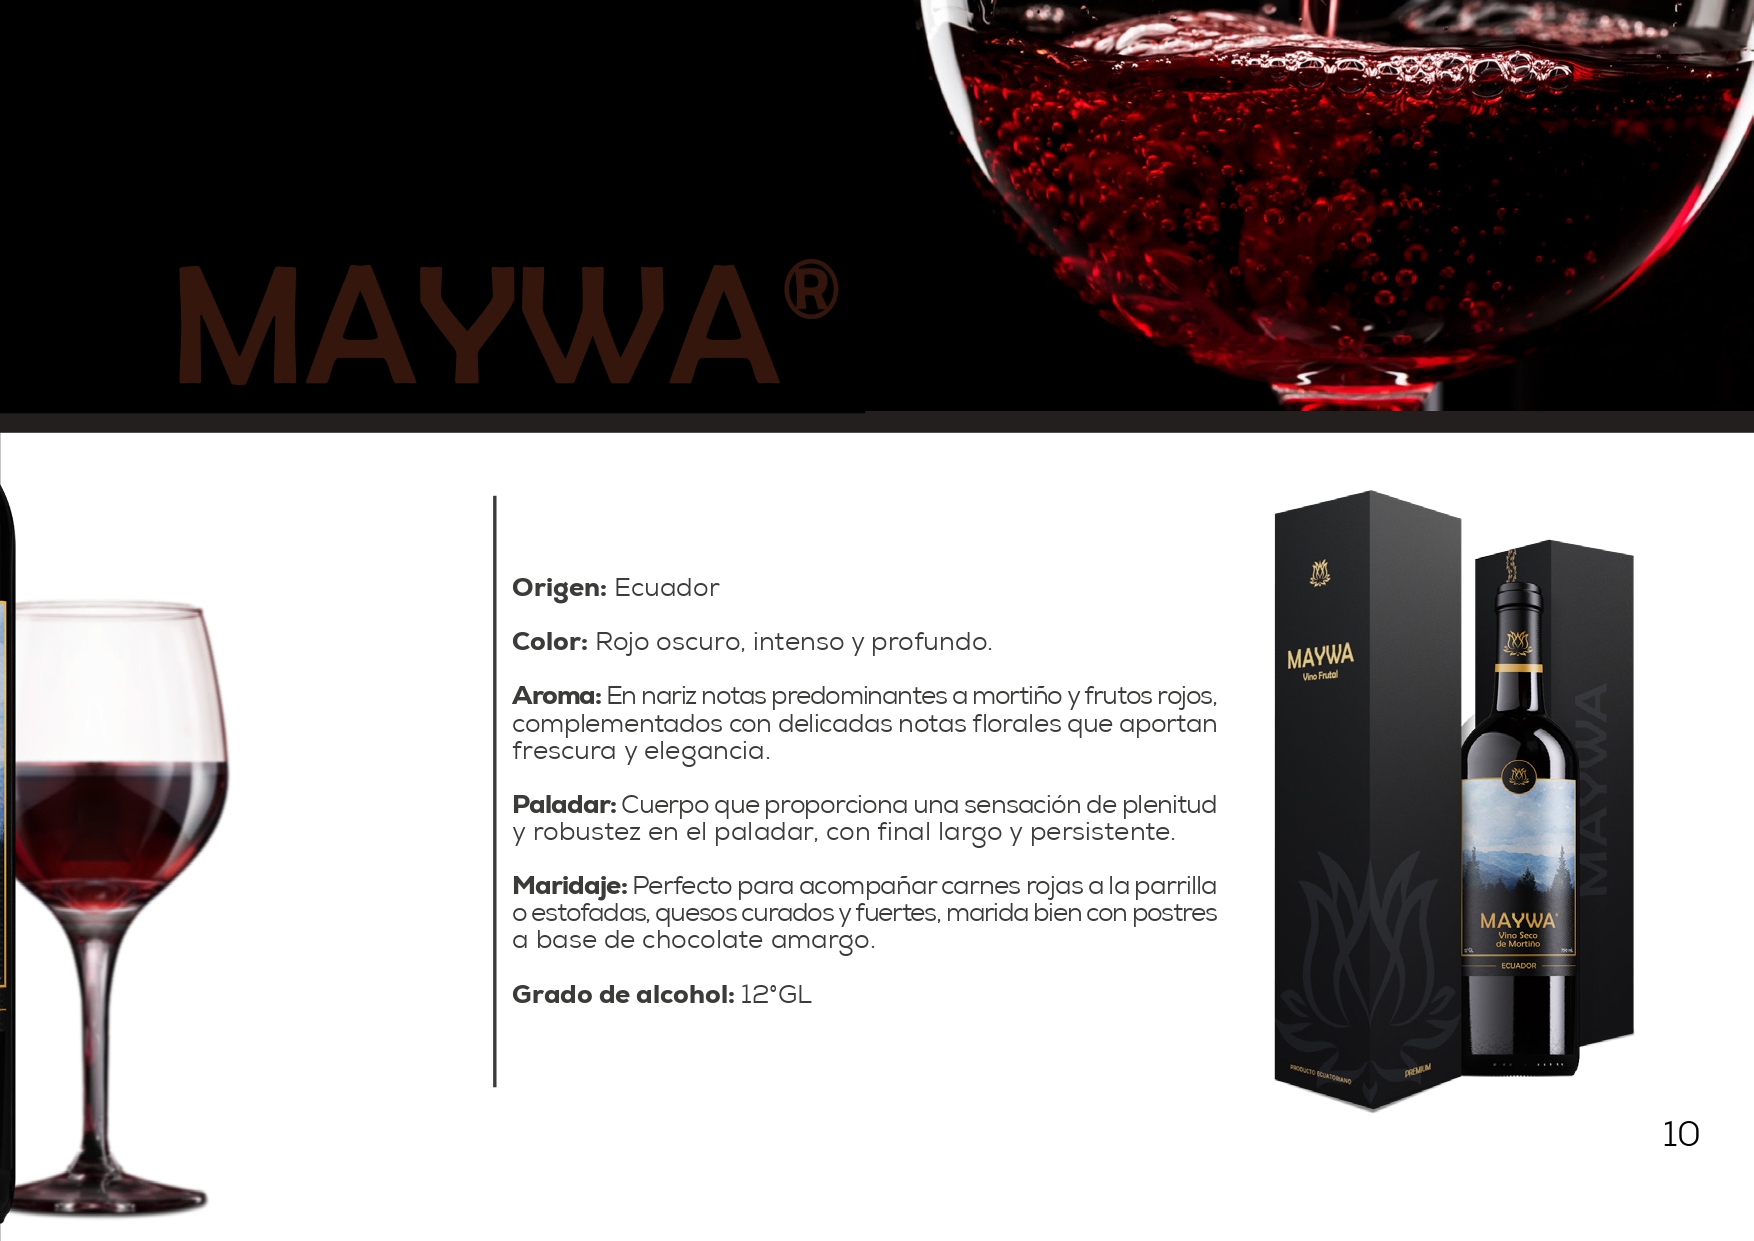 MAYWA®
Origen: Ecuador
Color: Rojo oscuro, intenso y profundo.
Aroma: En nariz notas predominantes a mortiño y frutos rojos,
complementados con delicadas notas florales que aportan
frescura y elegancia.
Paladar: Cuerpo que proporciona una sensación de plenitud
y robustez en el paladar, con final largo y persistente.
Maridaje: Perfecto para acompañar carnes rojas a la parrilla
o estofadas, quesos curados y fuertes, marida bien con postres
a base de chocolate amargo.
Grado de alcohol: 12°GL
MAYWA
Vino Frutal
PRODUCTO ECUATORIANO
PREMIUM
MAYWA
MAYWA®
Vino Seco
de Mortiño
750 mL
ECUADOR
10